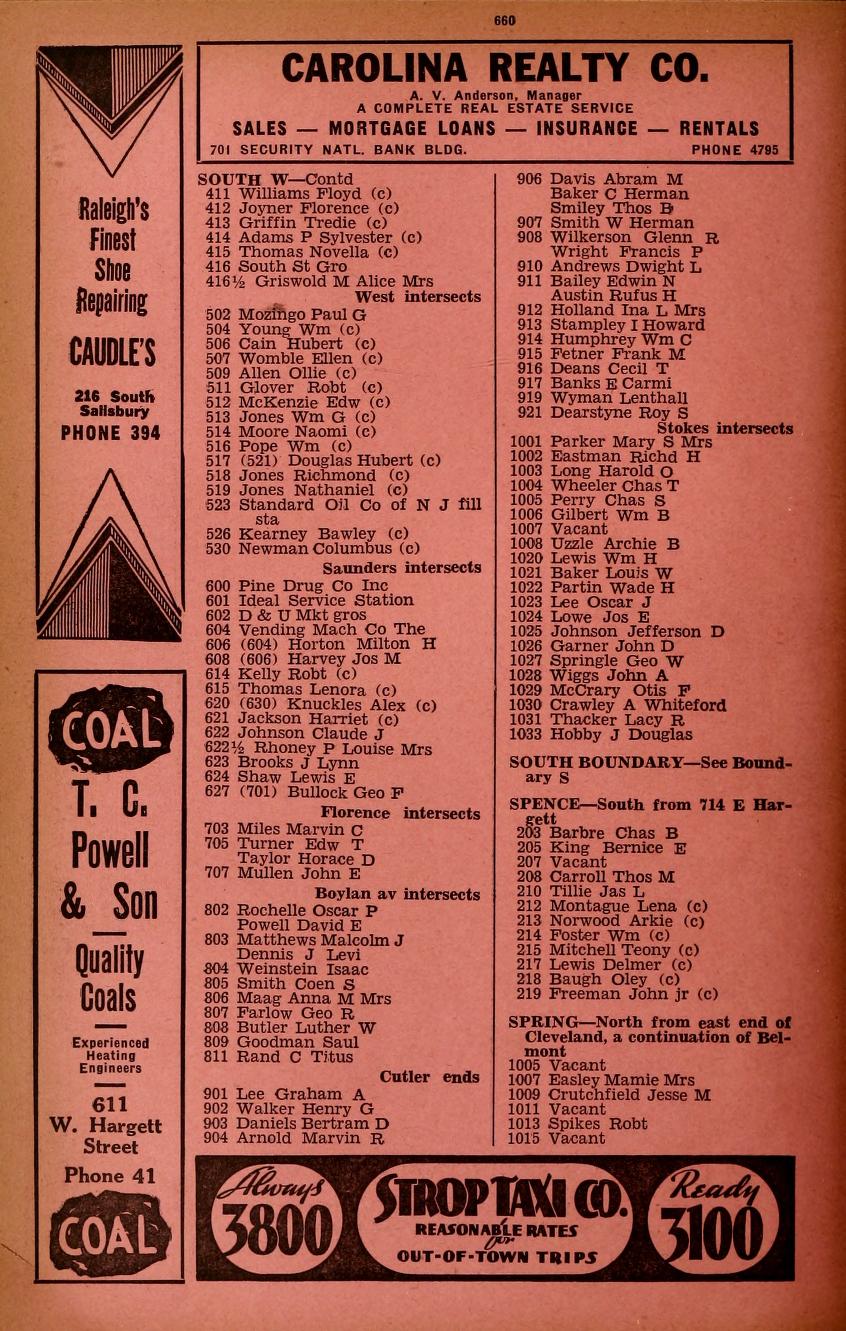 660
CAROLINA REALTY CO.
A. V. Anderson, Manager
A COMPLETE REAL ESTATE SERVICE
SALES — MORTGAGE LOANS — INSURANCE — RENTALS
701 SECURITY NATL. BANK BLDG. PHONE 4795
Raleigh's
Finest
Shoe
Repairing
CAUDLE'S
216 South
Salisbury
PHONE 394
COAL
T. C.
Powell
& Son
Quality
Coals
Experienced
Heating
Engineers
611
W. Hargett
Street
Phone 41
COAL
SOUTH W—Contd
411 Williams Floyd (c)
412 Joyner Florence (c)
413 Griffin Tredie (c)
414 Adams P Sylvester (c)
415 Thomas Novella (c)
416 South St Gro
416½ Griswold M Alice Mrs
West intersects
502 Mozingo Paul G
504 Young Wm (c)
506 Cain Hubert (c)
507 Womble Ellen (c)
509 Allen Ollie (c)
511 Glover Robt (c)
512 McKenzie Edw (c)
513 Jones Wm G (c)
514 Moore Naomi (c)
516 Pope Wm (c)
517 (521) Douglas Hubert (c)
518 Jones Richmond (c)
519 Jones Nathaniel (c)
523 Standard Oil Co of N J fill
sta
526 Kearney Bawley (c)
530 Newman Columbus (c)
Saunders intersects
600 Pine Drug Co Inc
601 Ideal Service Station
602 D & U Mkt gros
604 Vending Mach Co The
606 (604) Horton Milton H
608 (606) Harvey Jos M
614 Kelly Robt (c)
615 Thomas Lenora (c)
620 (630) Knuckles Alex (c)
621 Jackson Harriet (c)
622 Johnson Claude J
622½ Rhoney P Louise Mrs
623 Brooks J Lynn
624 Shaw Lewis E
627 (701) Bullock Geo F
Florence intersects
703 Miles Marvin C
705 Turner Edw T
Taylor Horace D
707 Mullen John E
Boylan av intersects
802 Rochelle Oscar P
Powell David E
803 Matthews Malcolm J
Dennis J Levi
804 Weinstein Isaac
805 Smith Coen S
806 Maag Anna M Mrs
807 Farlow Geo R
808 Butler Luther W
809 Goodman Saul
811 Rand C Titus
Cutler ends
901 Lee Graham A
902 Walker Henry G
903 Daniels Bertram D
904 Arnold Marvin R
906 Davis Abram M
Baker C Herman
Smiley Thos B
907 Smith W Herman
908 Wilkerson Glenn R
Wright Francis P
910 Andrews Dwight L
911 Bailey Edwin N
Austin Rufus H
912 Holland Ina L Mrs
913 Stampley I Howard
914 Humphrey Wm C
915 Fetner Frank M
916 Deans Cecil T
917 Banks E Carmi
919 Wyman Lenthall
921 Dearstyne Roy S
Stokes intersects
1001 Parker Mary S Mrs
1002 Eastman Richd H
1003 Long Harold O
1004 Wheeler Chas T
1005 Perry Chas S
1006 Gilbert Wm B
1007 Vacant
1008 Uzzle Archie B
1020 Lewis Wm H
1021 Baker Louis W
1022 Partin Wade H
1023 Lee Oscar J
1024 Lowe Jos E
1025 Johnson Jefferson D
1026 Garner John D
1027 Springle Geo W
1028 Wiggs John A
1029 McCrary Otis F
1030 Crawley A Whiteford
1031 Thacker Lacy R
1033 Hobby J Douglas
SOUTH BOUNDARY—See Bound-
ary S
SPENCE—South from 714 E Har-
gett
203 Barbre Chas B
205 King Bernice E
207 Vacant
208 Carroll Thos M
210 Tillie Jas L
212 Montague Lena (c)
213 Norwood Arkie (c)
214 Foster Wm (c)
215 Mitchell Teony (c)
217 Lewis Delmer (c)
218 Baugh Oley (c)
219 Freeman John jr (c)
SPRING—North from east end of
Cleveland, a continuation of Bel-
mont
1005 Vacant
1007 Easley Mamie Mrs
1009 Crutchfield Jesse M
1011 Vacant
1013 Spikes Robt
1015 Vacant
Always
3800
STROP TAXI CO.
REASONABLE RATES
for
OUT-OF-TOWN TRIPS
Ready
3100